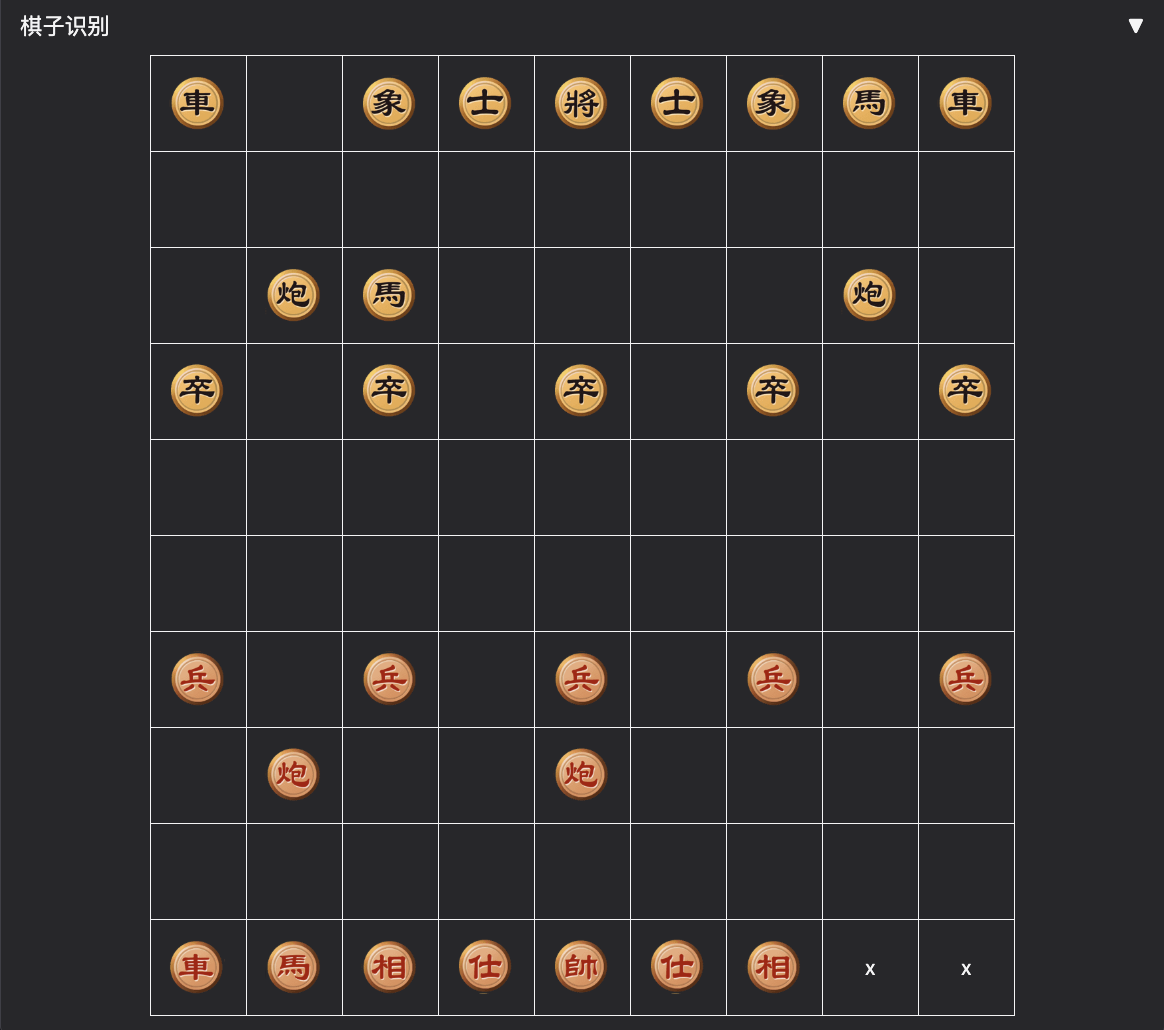 棋子识别 ▼
車 象 士 將 士 象 馬 車
炮 馬 炮
卒 卒 卒 卒 卒
兵 兵 兵 兵 兵
炮 炮
車 馬 相 仕 帥 仕 相 x x